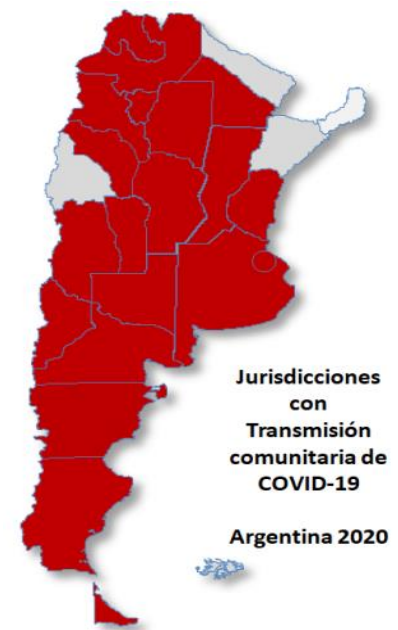 Jurisdicciones
con
Transmisión
comunitaria de
COVID-19
Argentina 2020